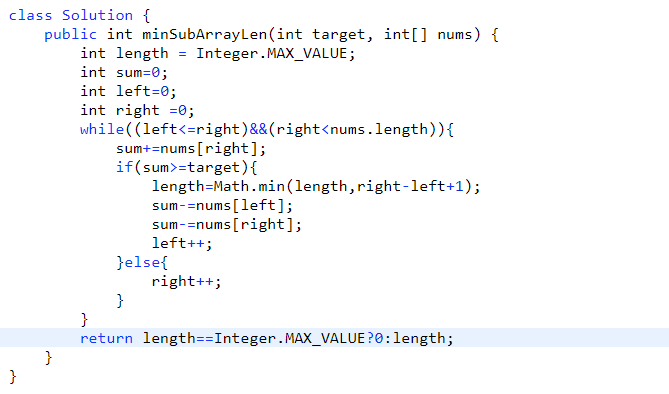 class Solution {
    public int minSubArrayLen(int target, int[] nums) {
        int length = Integer.MAX_VALUE;
        int sum=0;
        int left=0;
        int right =0;
        while((left<=right)&&(right<nums.length)){
            sum+=nums[right];
            if(sum>=target){
                length=Math.min(length,right-left+1);
                sum-=nums[left];
                sum-=nums[right];
                left++;
            }else{
                right++;
            }
        }
        return length==Integer.MAX_VALUE?0:length;
    }
}